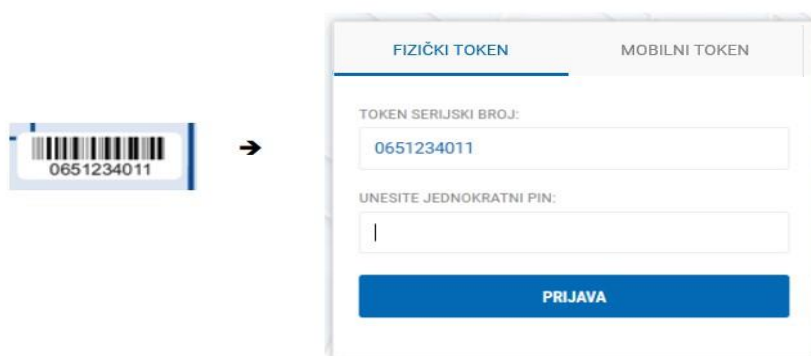 0651234011
➔
FIZIČKI TOKEN
MOBILNI TOKEN
TOKEN SERIJSKI BROJ:
0651234011
UNESITE JEDNOKRATNI PIN:
PRIJAVA